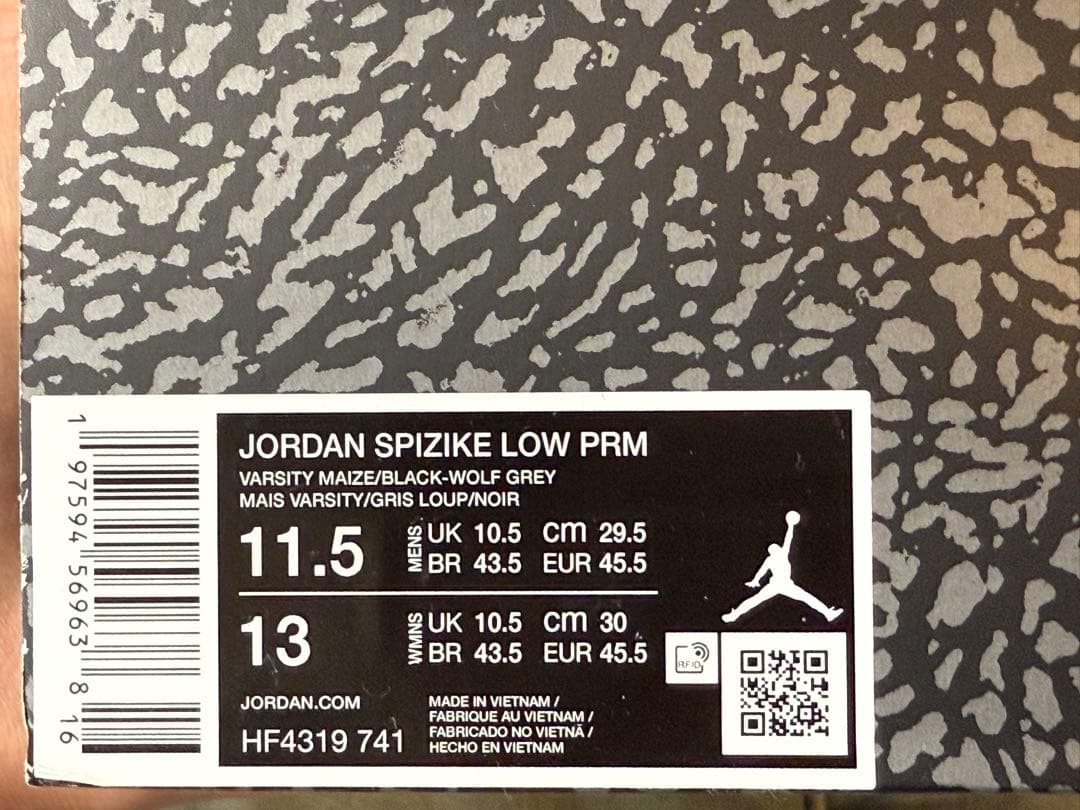 JORDAN SPIZIKE LOW PRM
VARSITY MAIZE/BLACK-WOLF GREY
MAIS VARSITY/GRIS LOUP/NOIR
11.5 MENS UK 10.5 CM 29.5
BR 43.5 EUR 45.5
13 WMNS UK 10.5 CM 30
BR 43.5 EUR 45.5
RFID
JORDAN.COM
HF4319 741
MADE IN VIETNAM /
FABRIQUE AU VIETNAM /
FABRICADO NO VIETNÃ /
HECHO EN VIETNAM
1 97594 56963 8 16